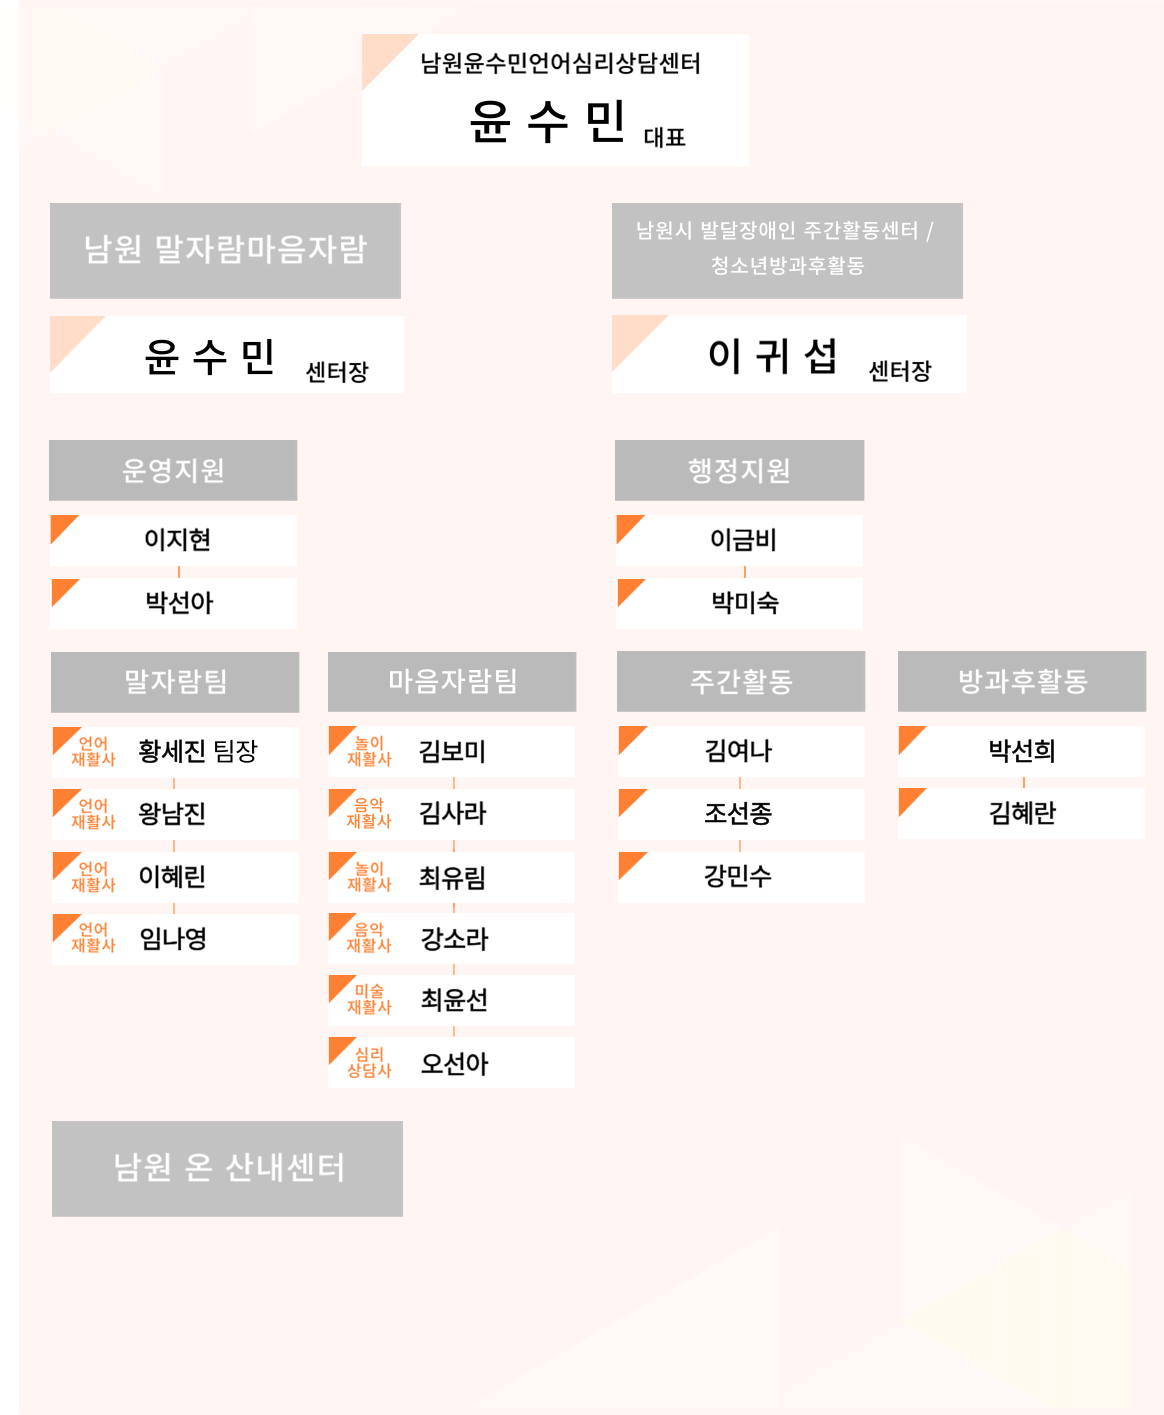 남원윤수민언어심리상담센터
윤 수 민 대표
남원 말자람마음자람
윤 수 민 센터장
남원시 발달장애인 주간활동센터 /
청소년방과후활동
이 귀 섭 센터장
운영지원
이지현
박선아
행정지원
이금비
박미숙
말자람팀
언어
재활사
황세진 팀장
언어
재활사
왕남진
언어
재활사
이혜린
언어
재활사
임나영
마음자람팀
놀이
재활사
김보미
음악
재활사
김사라
놀이
재활사
최유림
음악
재활사
강소라
미술
재활사
최윤선
심리
상담사
오선아
주간활동
김여나
조선종
강민수
방과후활동
박선희
김혜란
남원 온 산내센터